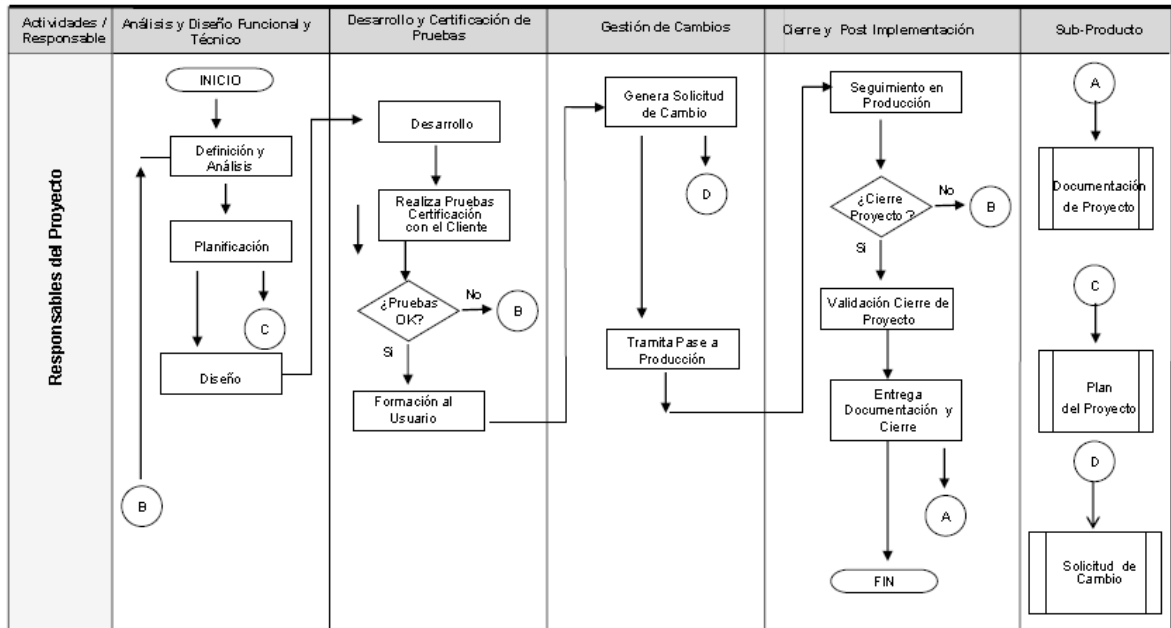 Actividades /
Responsable
Análisis y Diseño Funcional y
Técnico
Desarrollo y Certificación de
Pruebas
Gestión de Cambios
Cierre y Post Implementación
Sub-Producto
Responsables del Proyecto
INICIO
Definición y
Análisis
Planificación
C
Diseño
B
Desarrollo
Realiza Pruebas
Certificación
con el Cliente
¿Pruebas
OK?
No
B
Si
Formación al
Usuario
Genera Solicitud
de Cambio
D
Tramita Pase a
Producción
Seguimiento en
Producción
¿Cierre
Proyecto ?
No
B
Si
Validación Cierre de
Proyecto
Entrega
Documentación y
Cierre
A
FIN
A
Documentación
de Proyecto
C
Plan
del Proyecto
D
Solicitud de
Cambio